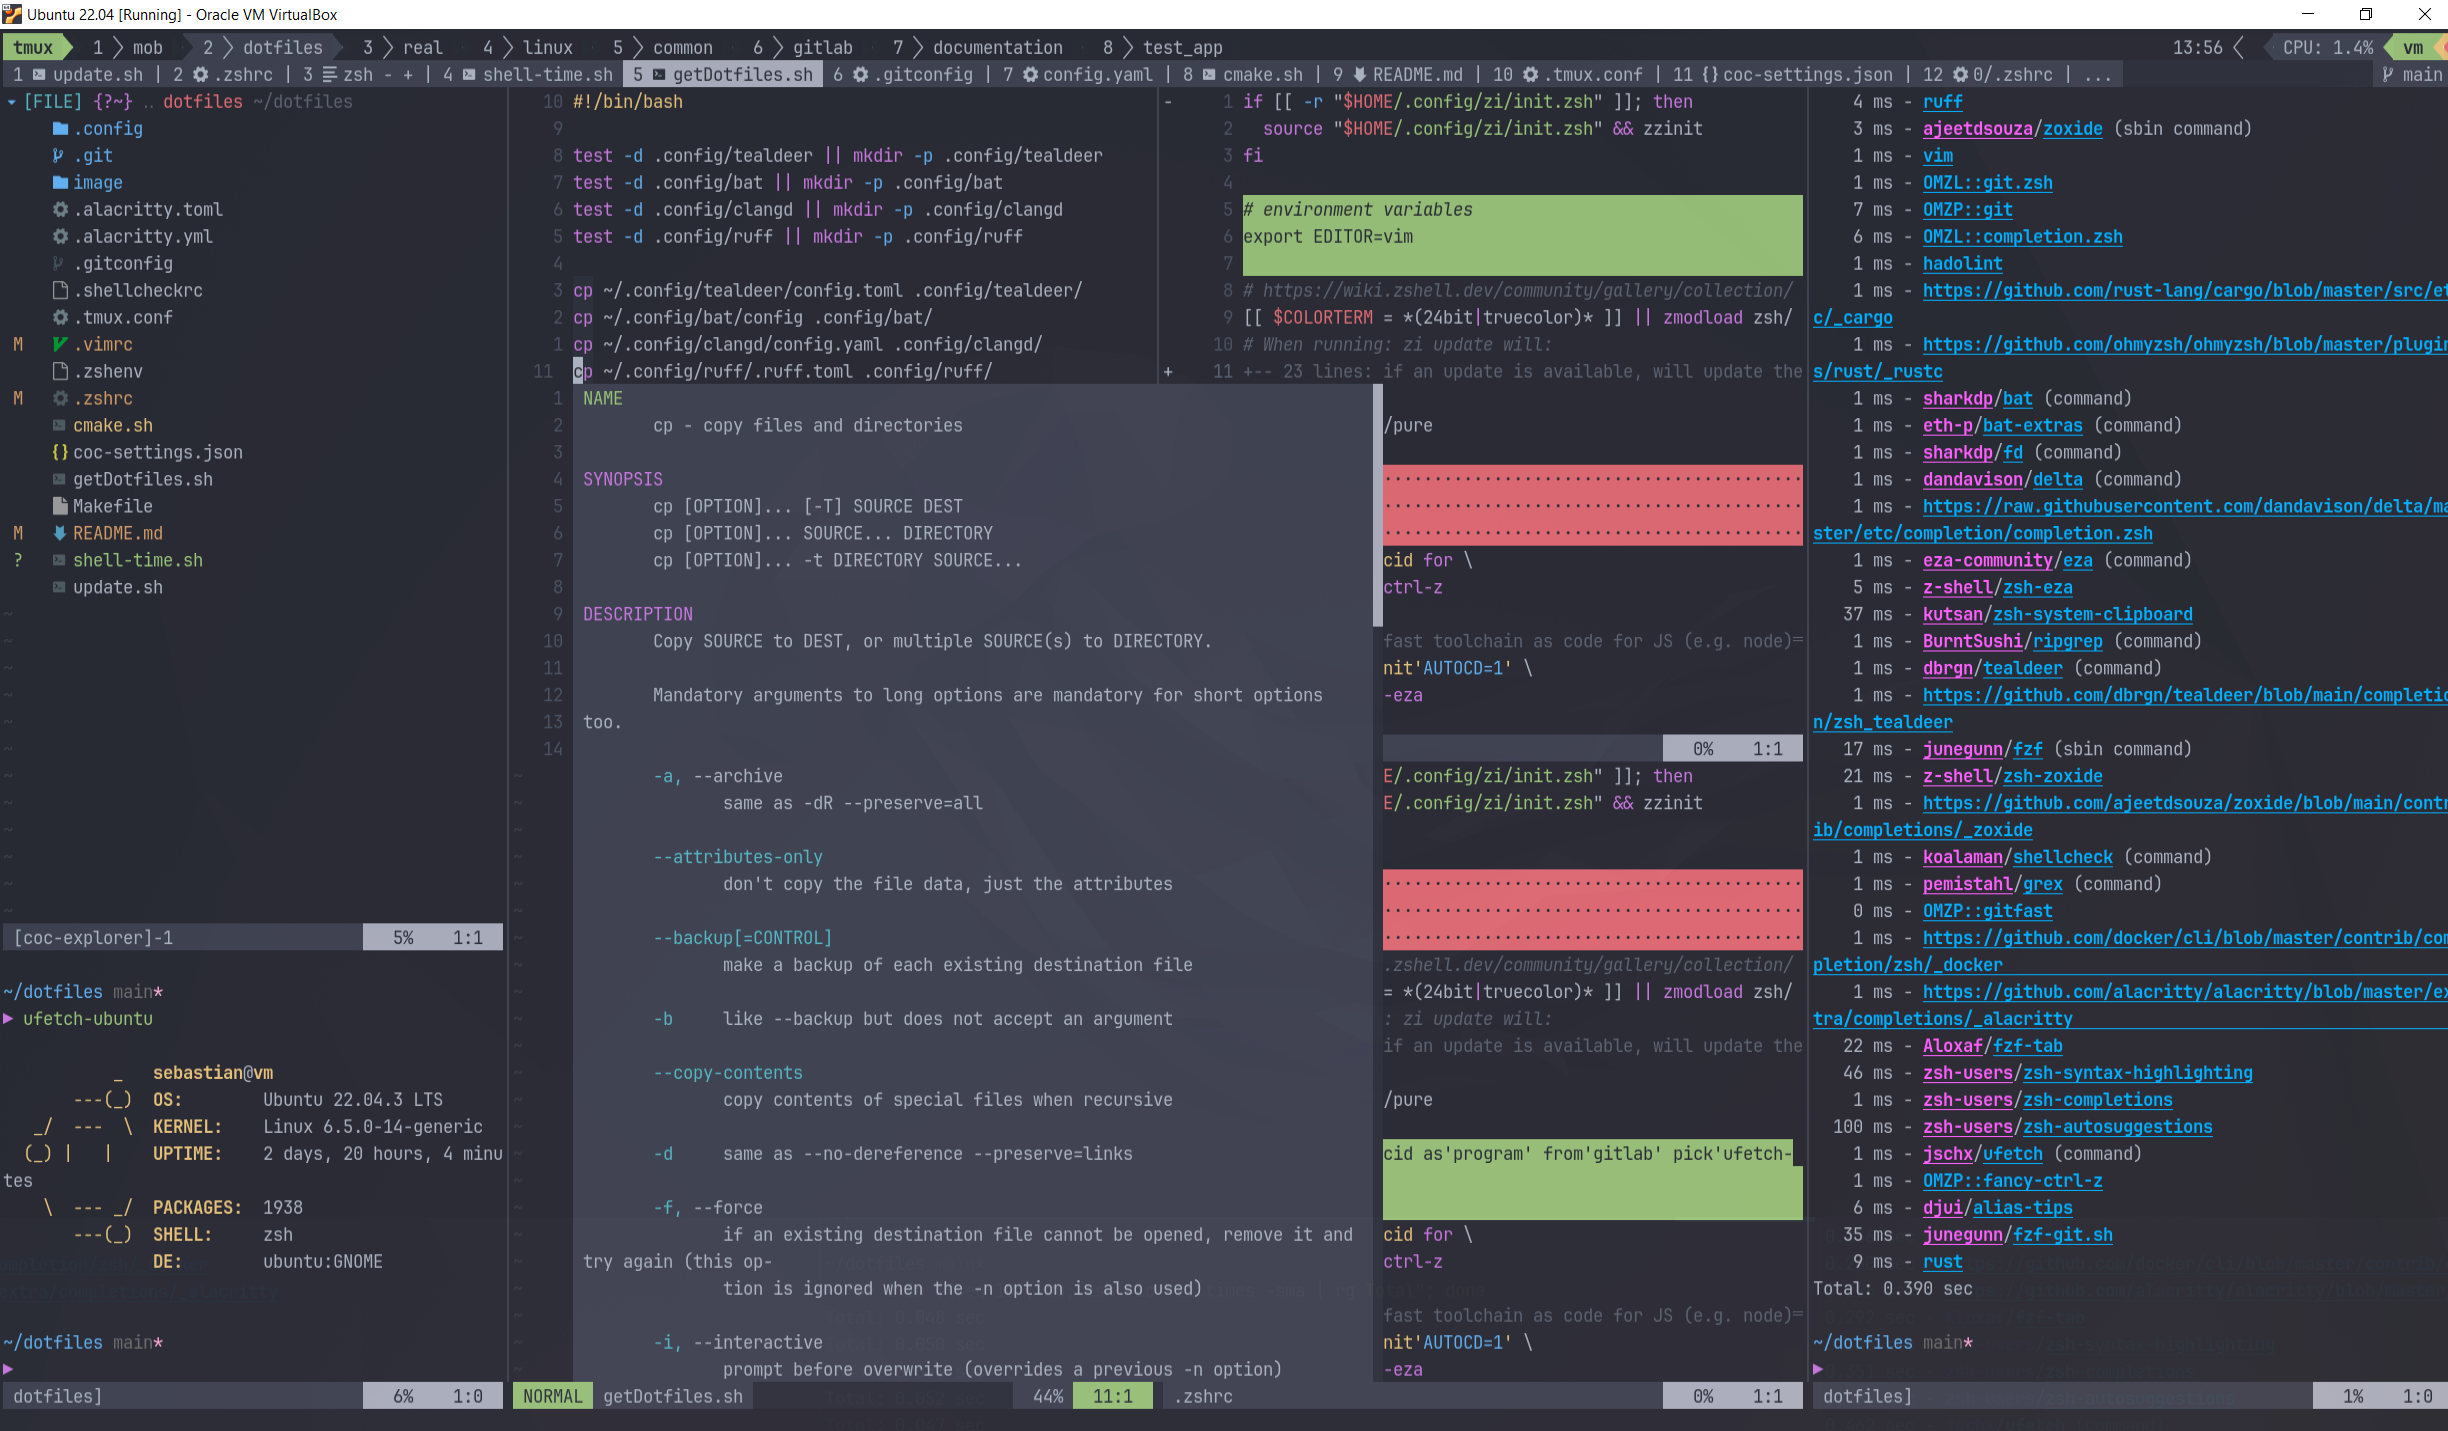 Ubuntu 22.04 [Running] - Oracle VM VirtualBox
tmux 1 mob 2 dotfiles 3 real 4 linux 5 common 6 gitlab 7 documentation 8 test_app 13:56 CPU: 1.4% vm
1 update.sh | 2 .zshrc | 3 zsh - + | 4 shell-time.sh 5 getDotfiles.sh 6 .gitconfig | 7 config.yaml | 8 cmake.sh | 9 README.md | 10 .tmux.conf | 11 {} coc-settings.json | 12 0/.zshrc | ... main
[FILE] {?~} .. dotfiles ~/dotfiles
.config
.git
image
.alacritty.toml
.alacritty.yml
.gitconfig
.shellcheckrc
.tmux.conf
M .vimrc
.zshenv
M .zshrc
cmake.sh
{} coc-settings.json
getDotfiles.sh
Makefile
M README.md
? shell-time.sh
update.sh
[coc-explorer]-1 5% 1:1
~/dotfiles main*
ufetch-ubuntu
_ sebastian@vm
---(_) OS: Ubuntu 22.04.3 LTS
_/ --- \ KERNEL: Linux 6.5.0-14-generic
(_) | | UPTIME: 2 days, 20 hours, 4 minu
tes
\ --- _/ PACKAGES: 1938
---(_) SHELL: zsh
DE: ubuntu:GNOME
~/dotfiles main*
dotfiles] 6% 1:0
10 #!/bin/bash
9
8 test -d .config/tealdeer || mkdir -p .config/tealdeer
7 test -d .config/bat || mkdir -p .config/bat
6 test -d .config/clangd || mkdir -p .config/clangd
5 test -d .config/ruff || mkdir -p .config/ruff
4
3 cp ~/.config/tealdeer/config.toml .config/tealdeer/
2 cp ~/.config/bat/config .config/bat/
1 cp ~/.config/clangd/config.yaml .config/clangd/
11 cp ~/.config/ruff/.ruff.toml .config/ruff/
1 NAME
2 cp - copy files and directories
3
4 SYNOPSIS
5 cp [OPTION]... [-T] SOURCE DEST
6 cp [OPTION]... SOURCE... DIRECTORY
7 cp [OPTION]... -t DIRECTORY SOURCE...
8
9 DESCRIPTION
10 Copy SOURCE to DEST, or multiple SOURCE(s) to DIRECTORY.
11
12 Mandatory arguments to long options are mandatory for short options
13 too.
14
-a, --archive
same as -dR --preserve=all
--attributes-only
don't copy the file data, just the attributes
--backup[=CONTROL]
make a backup of each existing destination file
-b like --backup but does not accept an argument
--copy-contents
copy contents of special files when recursive
-d same as --no-dereference --preserve=links
-f, --force
if an existing destination file cannot be opened, remove it and
try again (this op-
tion is ignored when the -n option is also used)
-i, --interactive
prompt before overwrite (overrides a previous -n option)
NORMAL getDotfiles.sh 44% 11:1
- 1 if [[ -r "$HOME/.config/zi/init.zsh" ]]; then
2 source "$HOME/.config/zi/init.zsh" && zzinit
3 fi
4
5 # environment variables
6 export EDITOR=vim
7
8 # https://wiki.zshell.dev/community/gallery/collection/
9 [[ $COLORTERM = *(24bit|truecolor)* ]] || zmodload zsh/
10 # When running: zi update will:
+ 11 +-- 23 lines: if an update is available, will update the
/pure
cid for \
ctrl-z
fast toolchain as code for JS (e.g. node)=
nit'AUTOCD=1' \
-eza
0% 1:1
E/.config/zi/init.zsh" ]]; then
E/.config/zi/init.zsh" && zzinit
.zshell.dev/community/gallery/collection/
= *(24bit|truecolor)* ]] || zmodload zsh/
: zi update will:
if an update is available, will update the
/pure
cid as'program' from'gitlab' pick'ufetch-
cid for \
ctrl-z
fast toolchain as code for JS (e.g. node)=
nit'AUTOCD=1' \
-eza
.zshrc 0% 1:1
4 ms - ruff
3 ms - ajeetdsouza/zoxide (sbin command)
1 ms - vim
1 ms - OMZL::git.zsh
7 ms - OMZP::git
6 ms - OMZL::completion.zsh
1 ms - hadolint
1 ms - https://github.com/rust-lang/cargo/blob/master/src/et
c/_cargo
1 ms - https://github.com/ohmyzsh/ohmyzsh/blob/master/plugin
s/rust/_rustc
1 ms - sharkdp/bat (command)
1 ms - eth-p/bat-extras (command)
1 ms - sharkdp/fd (command)
1 ms - dandavison/delta (command)
1 ms - https://raw.githubusercontent.com/dandavison/delta/ma
ster/etc/completion/completion.zsh
1 ms - eza-community/eza (command)
5 ms - z-shell/zsh-eza
37 ms - kutsan/zsh-system-clipboard
1 ms - BurntSushi/ripgrep (command)
1 ms - dbrgn/tealdeer (command)
1 ms - https://github.com/dbrgn/tealdeer/blob/main/completio
n/zsh_tealdeer
17 ms - junegunn/fzf (sbin command)
21 ms - z-shell/zsh-zoxide
1 ms - https://github.com/ajeetdsouza/zoxide/blob/main/contr
ib/completions/_zoxide
1 ms - koalaman/shellcheck (command)
1 ms - pemistahl/grex (command)
0 ms - OMZP::gitfast
1 ms - https://github.com/docker/cli/blob/master/contrib/com
pletion/zsh/_docker
1 ms - https://github.com/alacritty/alacritty/blob/master/ex
tra/completions/_alacritty
22 ms - Aloxaf/fzf-tab
46 ms - zsh-users/zsh-syntax-highlighting
1 ms - zsh-users/zsh-completions
100 ms - zsh-users/zsh-autosuggestions
1 ms - jschx/ufetch (command)
1 ms - OMZP::fancy-ctrl-z
6 ms - djui/alias-tips
35 ms - junegunn/fzf-git.sh
9 ms - rust
Total: 0.390 sec
~/dotfiles main*
dotfiles] 1% 1:0